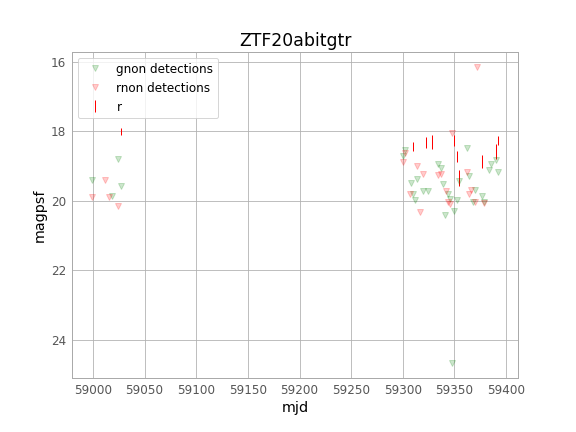 ZTF20abitgtr
16
18
20
22
24
magpsf
gnon detections
rnon detections
r
59000 59050 59100 59150 59200 59250 59300 59350 59400
mjd